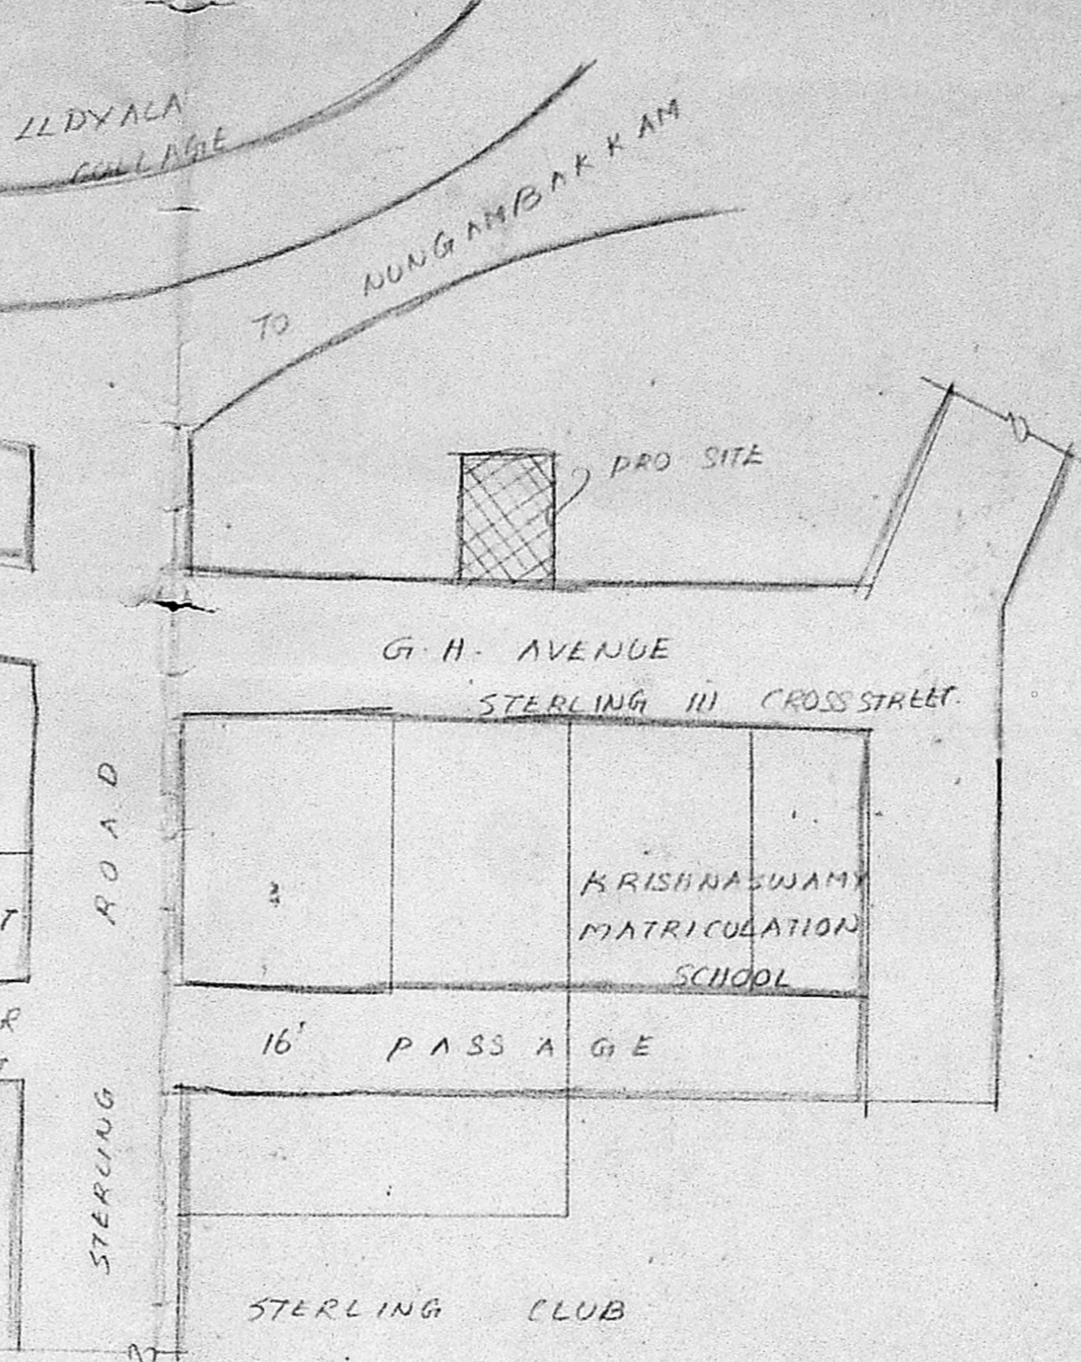 LLDYALA
COLLAGE
TO NUNGAMBAKKAM
PRO SITE
G.H. AVENUE
STERLING III CROSS STREET.
ROAD
T
KRISHNASWAMY
MATRICULATION
SCHOOL
R
16' PASSAGE
T
STERLING
STERLING CLUB